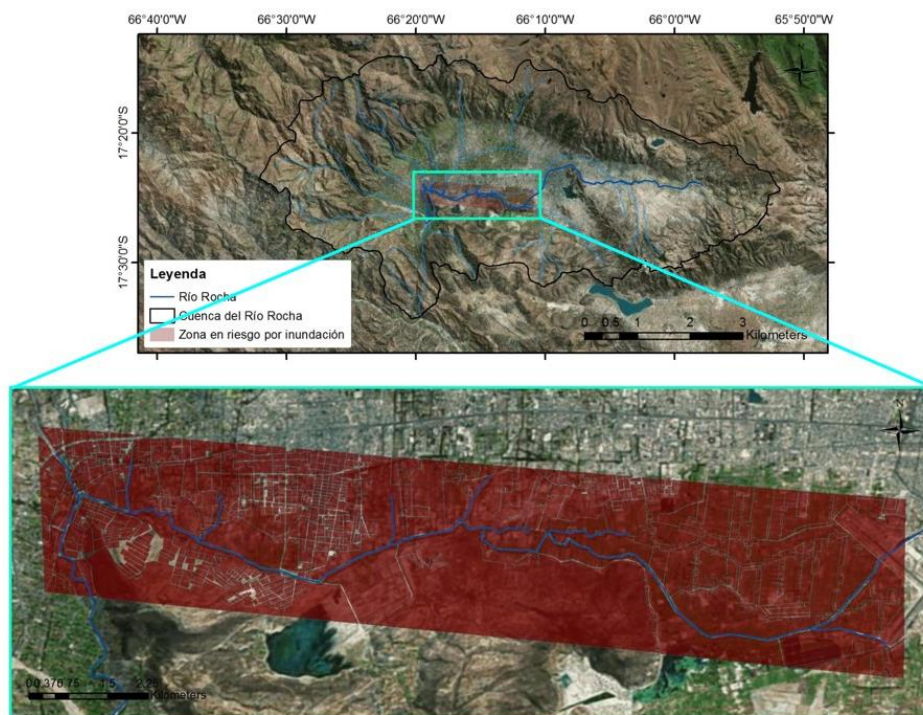 66°40'0"W 66°30'0"W 66°20'0"W 66°10'0"W 66°0'0"W 65°50'0"W
N
17°20'0"S
17°30'0"S
Leyenda
Río Rocha
Cuenca del Río Rocha
Zona en riesgo por inundación
0 0.5 1 2 3
Kilometers
N
Kilometers